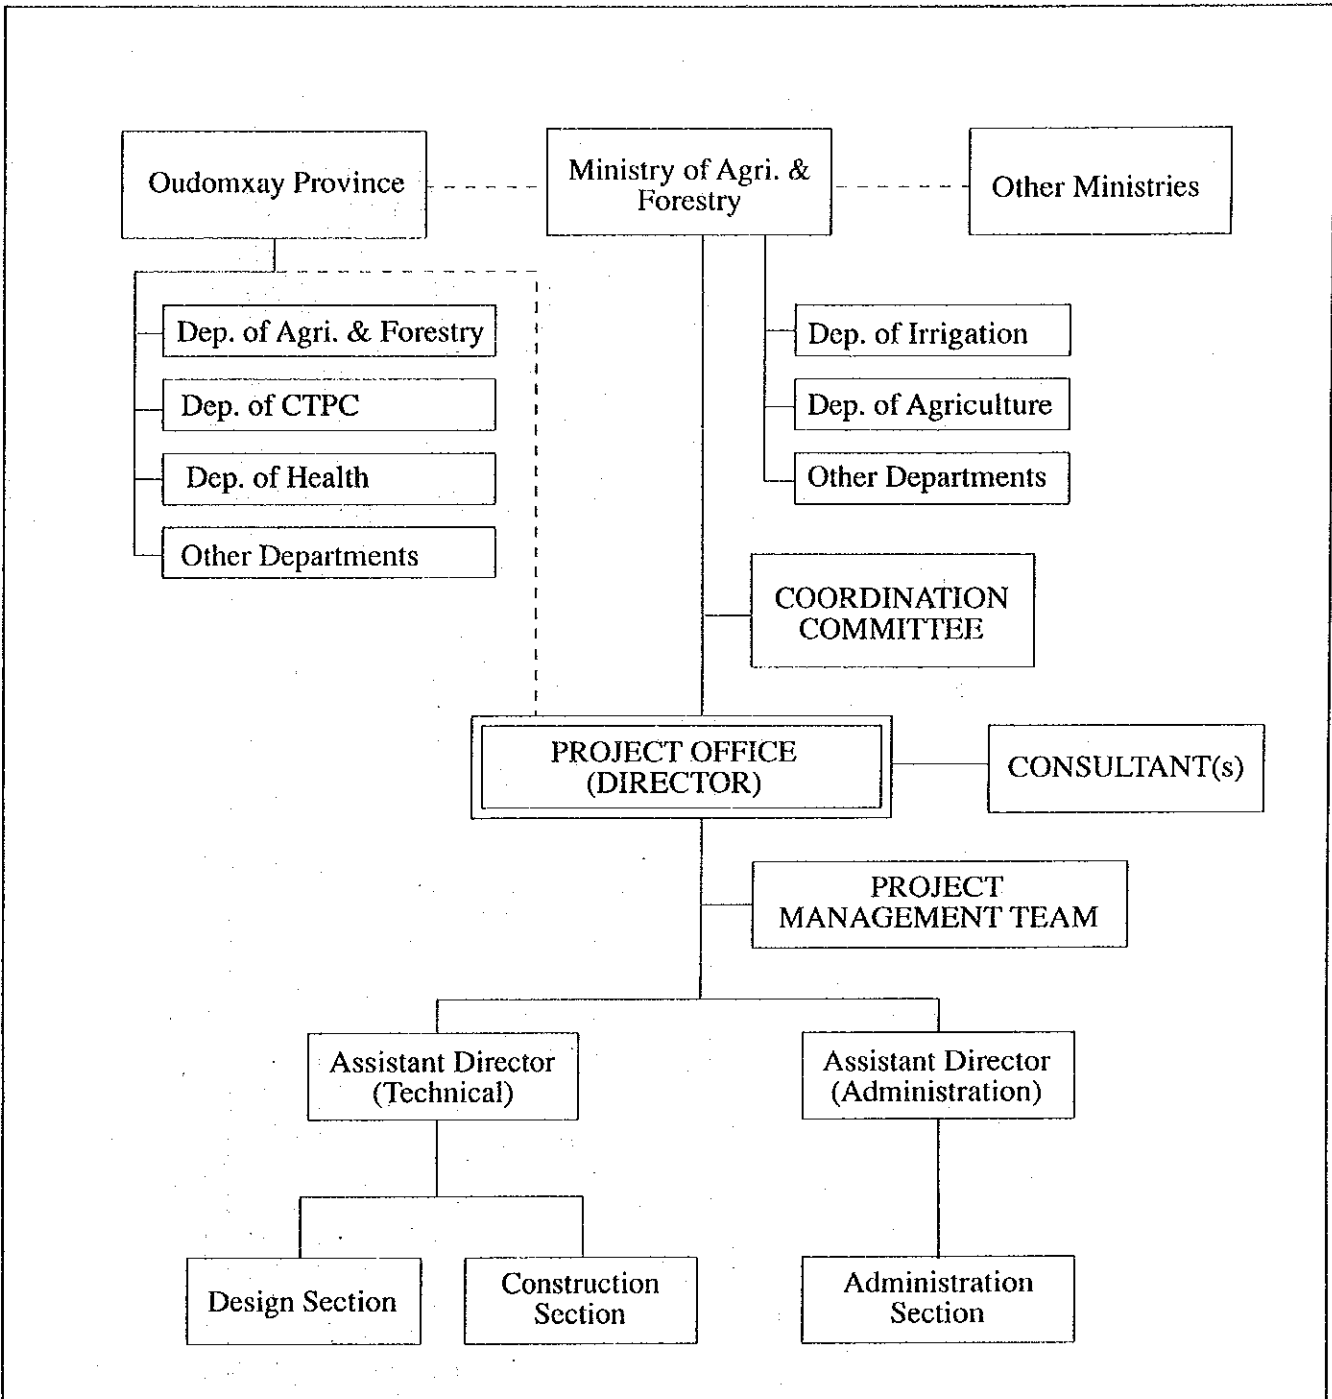 Oudomxay Province
Ministry of Agri. &
Forestry
Other Ministries
Dep. of Agri. & Forestry
Dep. of CTPC
Dep. of Health
Other Departments
Dep. of Irrigation
Dep. of Agriculture
Other Departments
COORDINATION
COMMITTEE
PROJECT OFFICE
(DIRECTOR)
CONSULTANT(s)
PROJECT
MANAGEMENT TEAM
Assistant Director
(Technical)
Assistant Director
(Administration)
Design Section
Construction
Section
Administration
Section